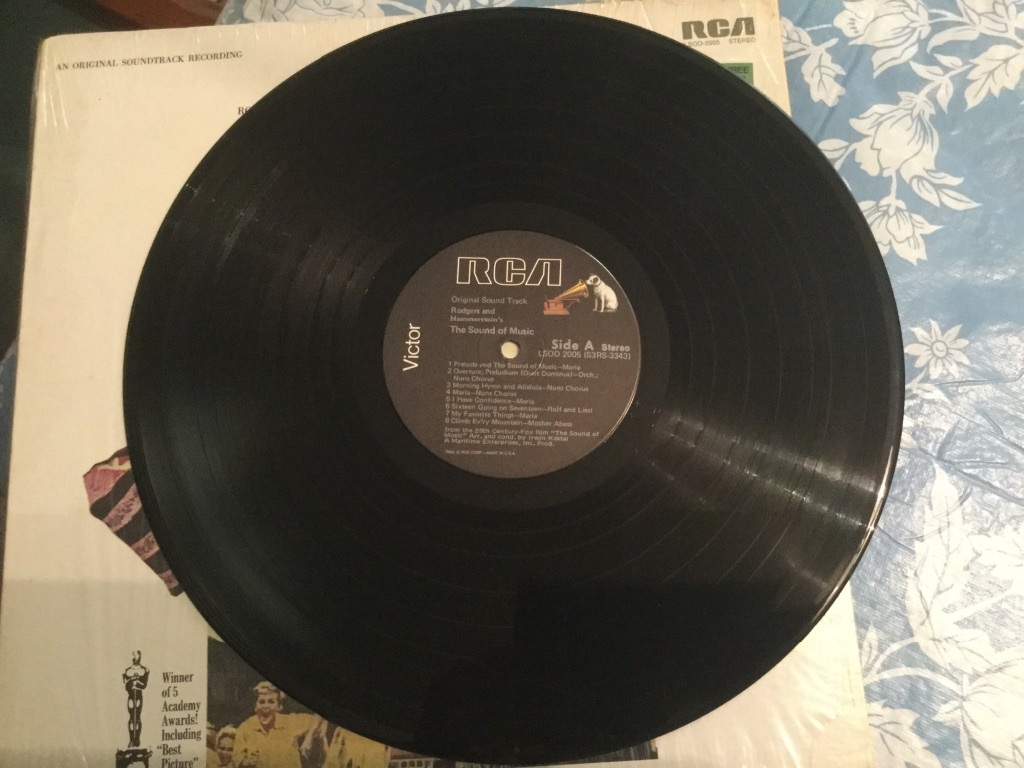 AN ORIGINAL SOUNDTRACK RECORDING
RCA
LSOD-2005 STEREO
RCA
Original Sound Track
Rodgers and
Hammerstein's
The Sound of Music
Victor
Side A Stereo
LSOD 2005 (S3RS-3343)
1 Prelude and The Sound of Music—Maria
2 Overture; Preludium (Dixit Dominus)—Orch.;
Nuns Chorus
3 Morning Hymn and Alleluia—Nuns Chorus
4 Maria—Nuns Chorus
5 I Have Confidence—Maria
6 Sixteen Going on Seventeen—Rolf and Liesl
7 My Favorite Things—Maria
8 Climb Ev'ry Mountain—Mother Abess
from the 20th Century-Fox film "The Sound of
Music" Arr. and cond. by Irwin Kostal
A Maritime Enterprises, Inc. Prod.
Winner
of 5
Academy
Awards!
Including
"Best
Picture"